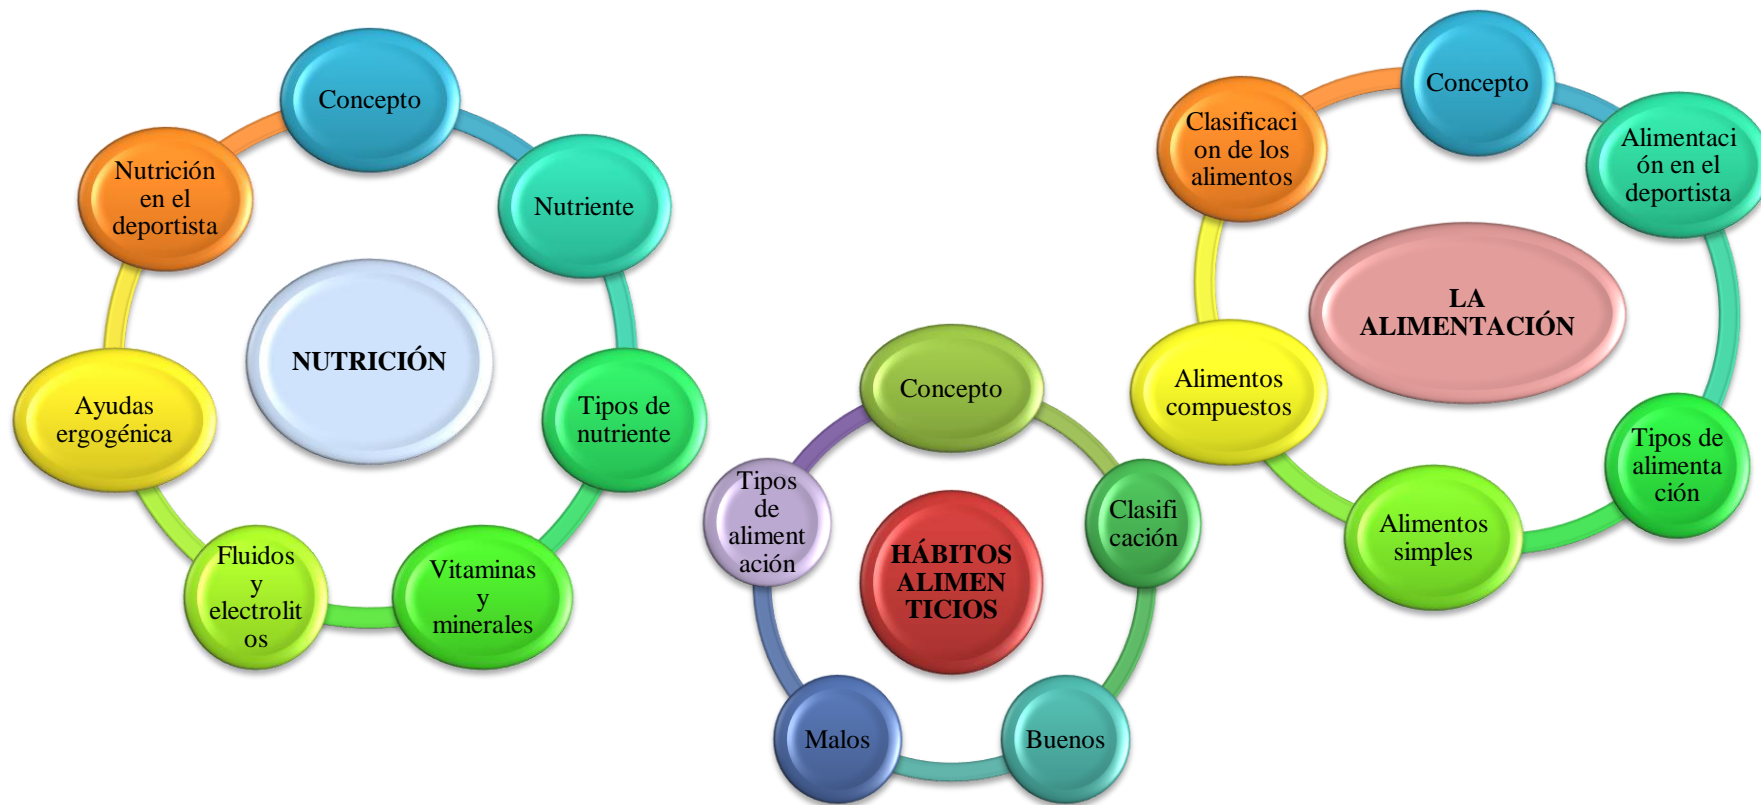 Concepto
Nutriente
Tipos de
nutriente
Vitaminas
y
minerales
Fluidos
y
electrolit
os
Ayudas
ergogénica
Nutrición
en el
deportista
NUTRICIÓN
Concepto
Clasifi
cación
Buenos
Malos
Tipos
de
aliment
ación
HÁBITOS
ALIMEN
TICIOS
Concepto
Alimentaci
ón en el
deportista
Tipos de
alimenta
ción
Alimentos
simples
Alimentos
compuestos
Clasificaci
on de los
alimentos
LA
ALIMENTACIÓN